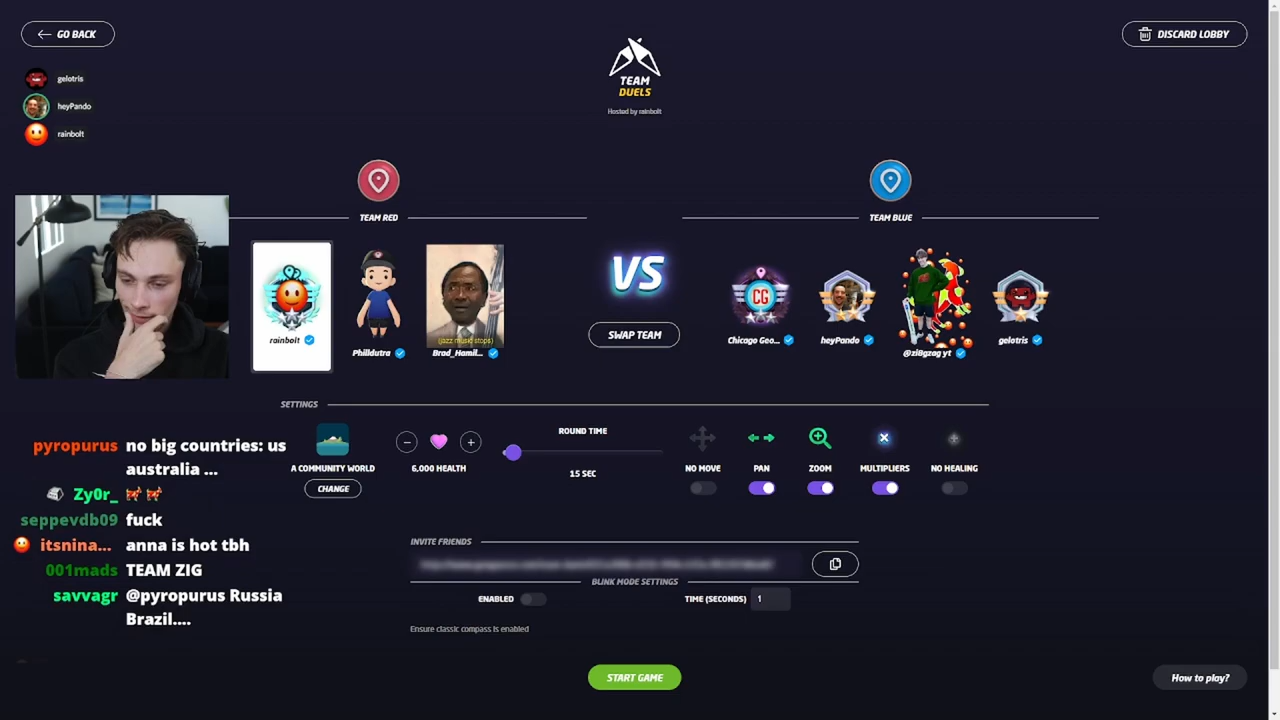 GO BACK
DISCARD LOBBY
TEAM
DUELS
Hosted by rainbolt
gelotris
heyPando
rainbolt
TEAM RED
TEAM BLUE
VS
SWAP TEAM
rainbolt
Philldutra
(jazz music stops)
Brad_Hamil...
CG
Chicago Geo...
heyPando
@zi8gzag yt
gelotris
SETTINGS
ROUND TIME
A COMMUNITY WORLD
6,000 HEALTH
15 SEC
NO MOVE
PAN
ZOOM
MULTIPLIERS
NO HEALING
CHANGE
pyropurus no big countries: us
australia ...
Zy0r_
seppevdb09 fuck
itsnina... anna is hot tbh
001mads TEAM ZIG
savvagr @pyropurus Russia
Brazil....
INVITE FRIENDS
BLINK MODE SETTINGS
ENABLED
TIME (SECONDS) 1
Ensure classic compass is enabled
START GAME
How to play?